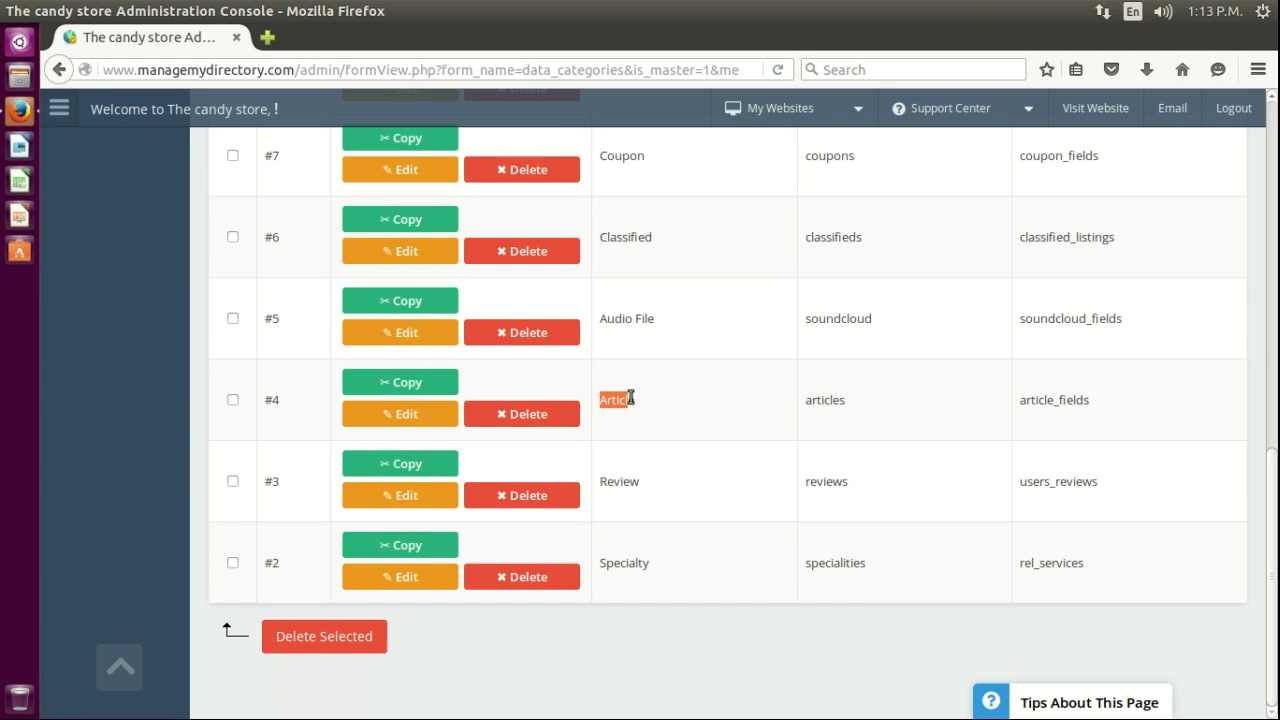 The candy store Administration Console - Mozilla Firefox
En
1:13 P.M.
The candy store Ad...
www.managemydirectory.com/admin/formView.php?form_name=data_categories&is_master=1&me
Search
Welcome to The candy store, !
My Websites
Support Center
Visit Website
Email
Logout
Copy
#7
Edit
Delete
Coupon
coupons
coupon_fields
Copy
#6
Edit
Delete
Classified
classifieds
classified_listings
Copy
#5
Edit
Delete
Audio File
soundcloud
soundcloud_fields
Copy
#4
Edit
Delete
Article
articles
article_fields
Copy
#3
Edit
Delete
Review
reviews
users_reviews
Copy
#2
Edit
Delete
Specialty
specialities
rel_services
Delete Selected
? Tips About This Page